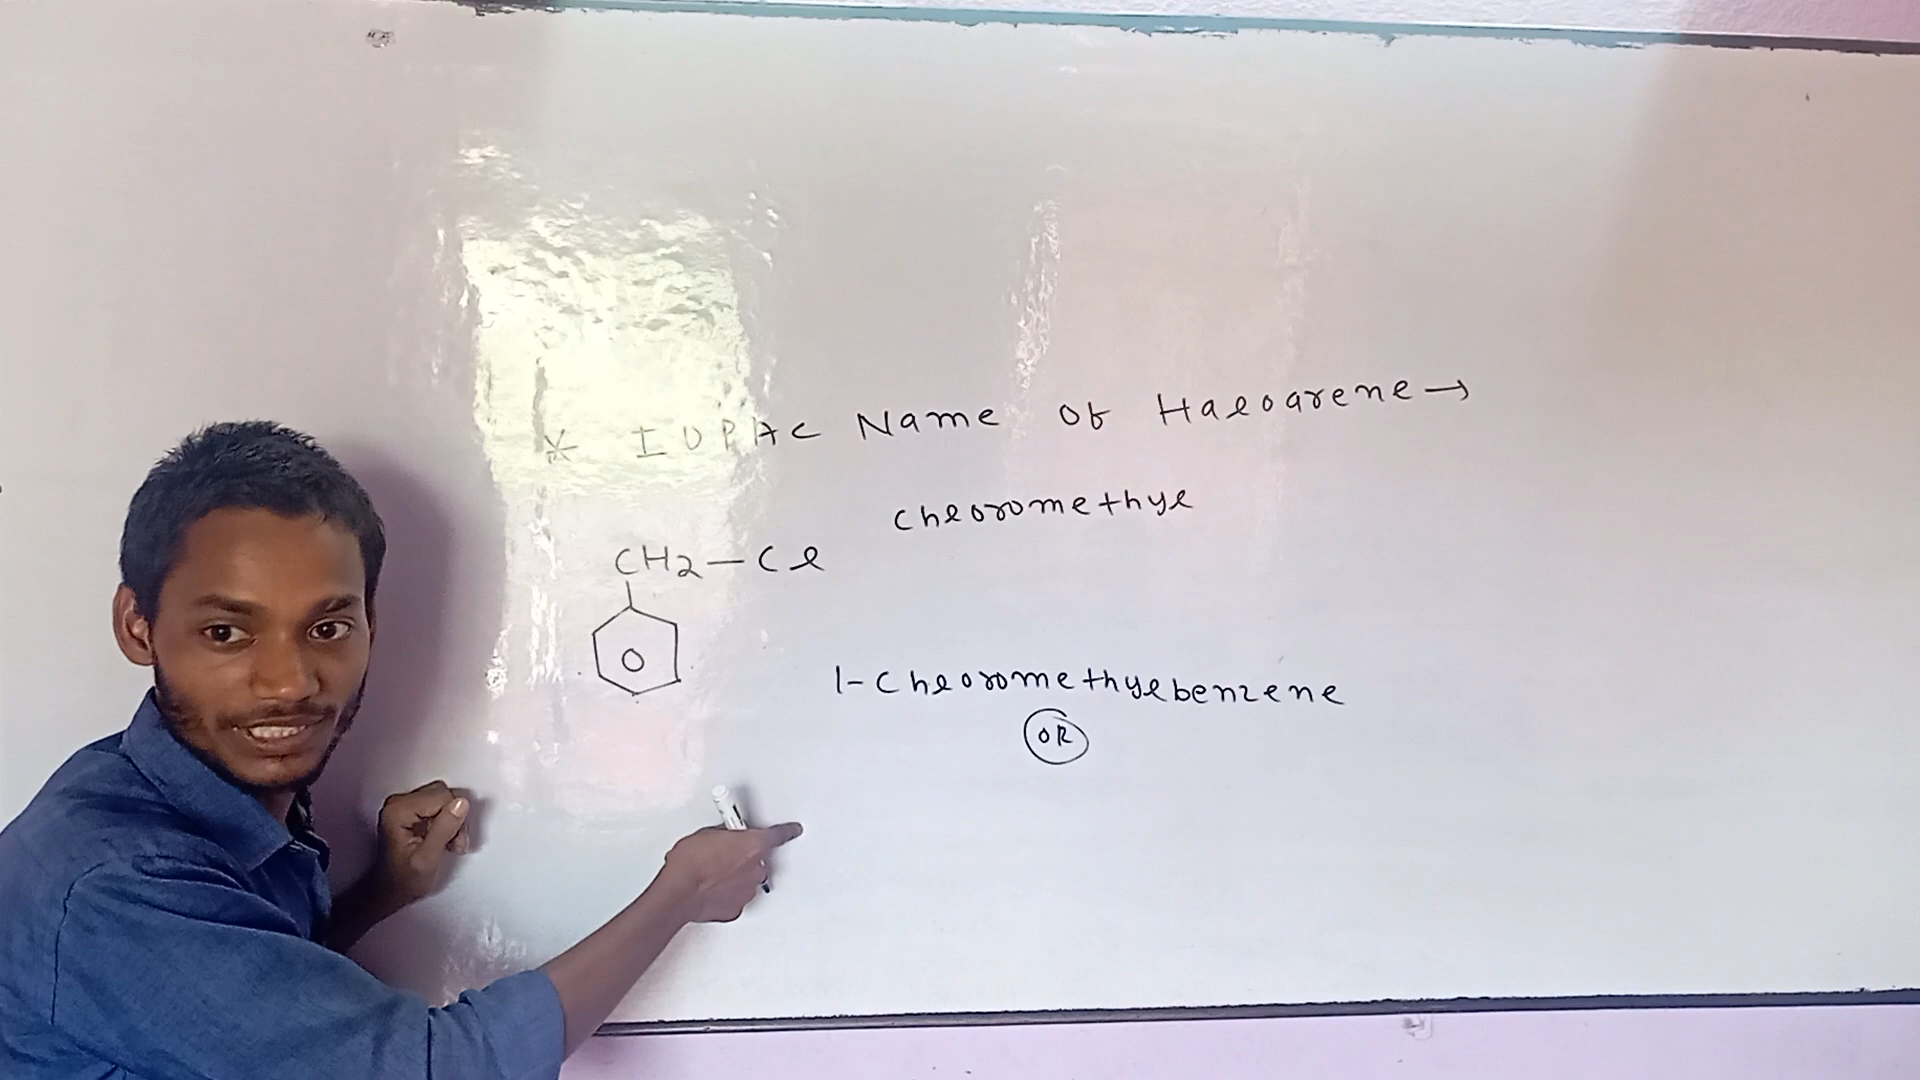 * IUPAC Name Of Haloarene →
chloromethyl
CH2-Cl
1-Chloromethylbenzene
OR